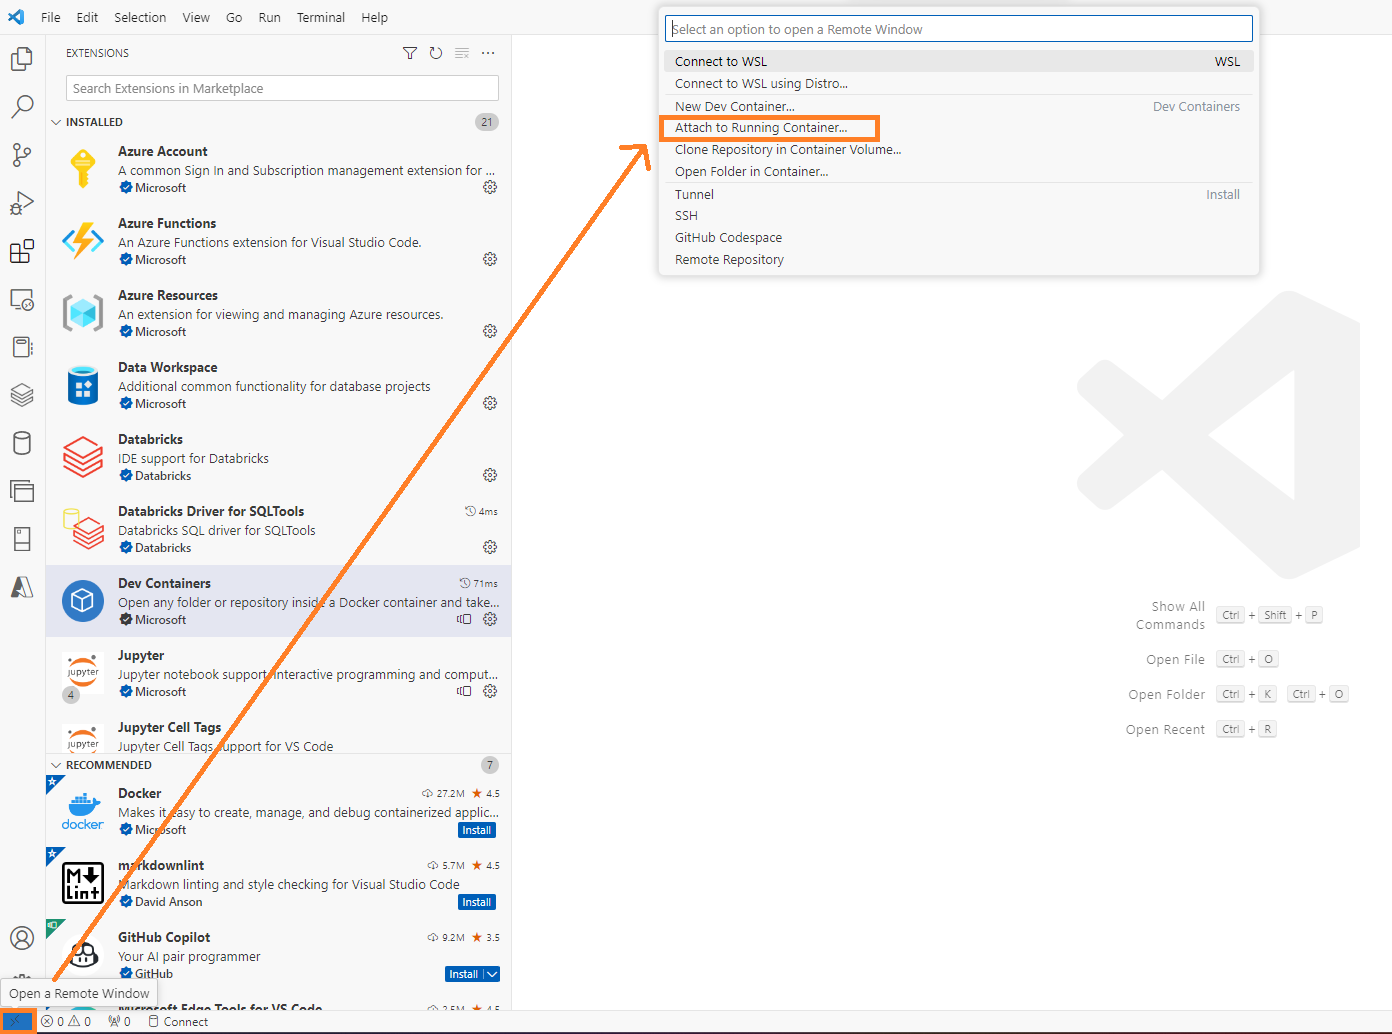 File Edit Selection View Go Run Terminal Help
Select an option to open a Remote Window
Connect to WSL WSL
Connect to WSL using Distro...
New Dev Container... Dev Containers
Attach to Running Container...
Clone Repository in Container Volume...
Open Folder in Container...
Tunnel Install
SSH
GitHub Codespace
Remote Repository
EXTENSIONS
Search Extensions in Marketplace
INSTALLED 21
Azure Account
A common Sign In and Subscription management extension for ...
Microsoft
Azure Functions
An Azure Functions extension for Visual Studio Code.
Microsoft
Azure Resources
An extension for viewing and managing Azure resources.
Microsoft
Data Workspace
Additional common functionality for database projects
Microsoft
Databricks
IDE support for Databricks
Databricks
Databricks Driver for SQLTools 4ms
Databricks SQL driver for SQLTools
Databricks
Dev Containers 71ms
Open any folder or repository inside a Docker container and take...
Microsoft
jupyter
4
Jupyter
Jupyter notebook support, interactive programming and comput...
Microsoft
jupyter
Jupyter Cell Tags
Jupyter Cell Tags support for VS Code
RECOMMENDED 7
docker
Docker 27.2M 4.5
Makes it easy to create, manage, and debug containerized applic...
Microsoft Install
M Lint
markdownlint 5.7M 4.5
Markdown linting and style checking for Visual Studio Code
David Anson Install
GitHub Copilot 9.2M 3.5
Your AI pair programmer
GitHub Install
Microsoft Edge Tools for VS Code 2.5M 4.5
Open a Remote Window
0 0 0 Connect
Show All Commands Ctrl + Shift + P
Open File Ctrl + O
Open Folder Ctrl + K Ctrl + O
Open Recent Ctrl + R